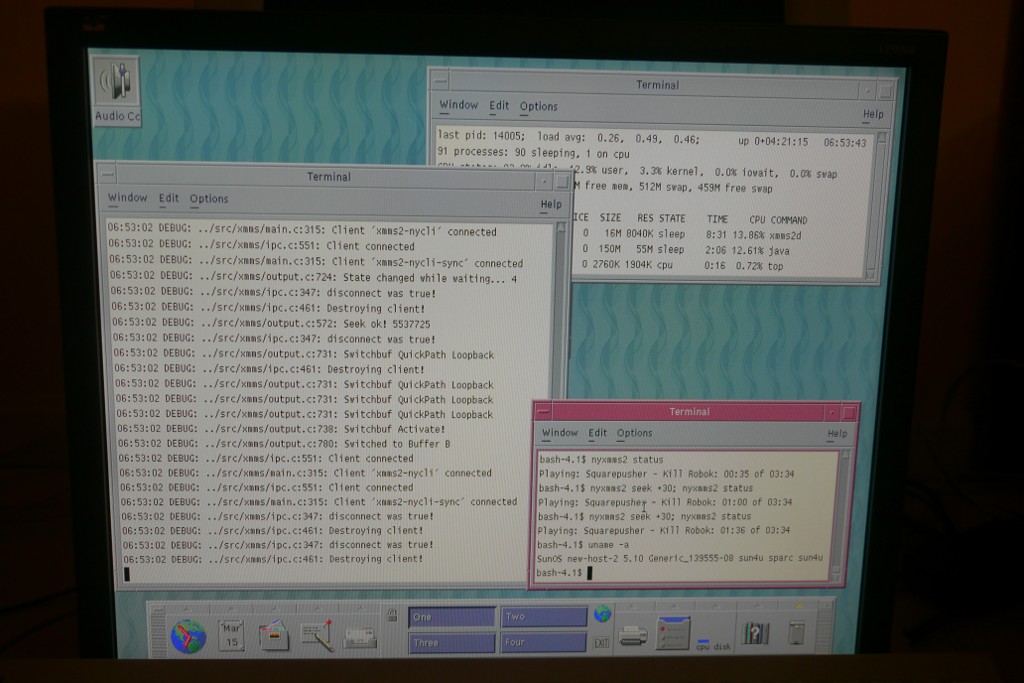 Audio Co
Terminal
Window Edit Options Help
last pid: 14005; load avg: 0.26, 0.49, 0.46; up 0+04:21:15 06:53:43
91 processes: 90 sleeping, 1 on cpu
2.9% user, 3.3% kernel, 0.0% iowait, 0.0% swap
M free mem, 512M swap, 459M free swap
ICE SIZE RES STATE TIME CPU COMMAND
0 16M 8040K sleep 8:31 13.86% xmms2d
0 150M 55M sleep 2:06 12.61% java
0 2760K 1904K cpu 0:16 0.72% top
Terminal
Window Edit Options Help
06:53:02 DEBUG: ../src/xmms/main.c:315: Client 'xmms2-nycli' connected
06:53:02 DEBUG: ../src/xmms/ipc.c:551: Client connected
06:53:02 DEBUG: ../src/xmms/main.c:315: Client 'xmms2-nycli-sync' connected
06:53:02 DEBUG: ../src/xmms/output.c:724: State changed while waiting... 4
06:53:02 DEBUG: ../src/xmms/ipc.c:347: disconnect was true!
06:53:02 DEBUG: ../src/xmms/ipc.c:461: Destroying client!
06:53:02 DEBUG: ../src/xmms/output.c:572: Seek ok! 5537725
06:53:02 DEBUG: ../src/xmms/ipc.c:347: disconnect was true!
06:53:02 DEBUG: ../src/xmms/output.c:731: Switchbuf QuickPath Loopback
06:53:02 DEBUG: ../src/xmms/ipc.c:461: Destroying client!
06:53:02 DEBUG: ../src/xmms/output.c:731: Switchbuf QuickPath Loopback
06:53:02 DEBUG: ../src/xmms/output.c:731: Switchbuf QuickPath Loopback
06:53:02 DEBUG: ../src/xmms/output.c:731: Switchbuf QuickPath Loopback
06:53:02 DEBUG: ../src/xmms/output.c:738: Switchbuf Activate!
06:53:02 DEBUG: ../src/xmms/output.c:780: Switched to Buffer B
06:53:02 DEBUG: ../src/xmms/ipc.c:551: Client connected
06:53:02 DEBUG: ../src/xmms/main.c:315: Client 'xmms2-nycli' connected
06:53:02 DEBUG: ../src/xmms/ipc.c:551: Client connected
06:53:02 DEBUG: ../src/xmms/main.c:315: Client 'xmms2-nycli-sync' connected
06:53:02 DEBUG: ../src/xmms/ipc.c:347: disconnect was true!
06:53:02 DEBUG: ../src/xmms/ipc.c:461: Destroying client!
06:53:02 DEBUG: ../src/xmms/ipc.c:347: disconnect was true!
06:53:02 DEBUG: ../src/xmms/ipc.c:461: Destroying client!
Terminal
Window Edit Options Help
bash-4.1$ nyxmms2 status
Playing: Squarepusher - Kill Robok: 00:35 of 03:34
bash-4.1$ nyxmms2 seek +30; nyxmms2 status
Playing: Squarepusher - Kill Robok: 01:00 of 03:34
bash-4.1$ nyxmms2 seek +30; nyxmms2 status
Playing: Squarepusher - Kill Robok: 01:36 of 03:34
bash-4.1$ uname -a
SunOS new-host-2 5.10 Generic_139555-08 sun4u sparc sun4u
bash-4.1$
Mar
15
One Two
Three Four
EXIT
cpu disk